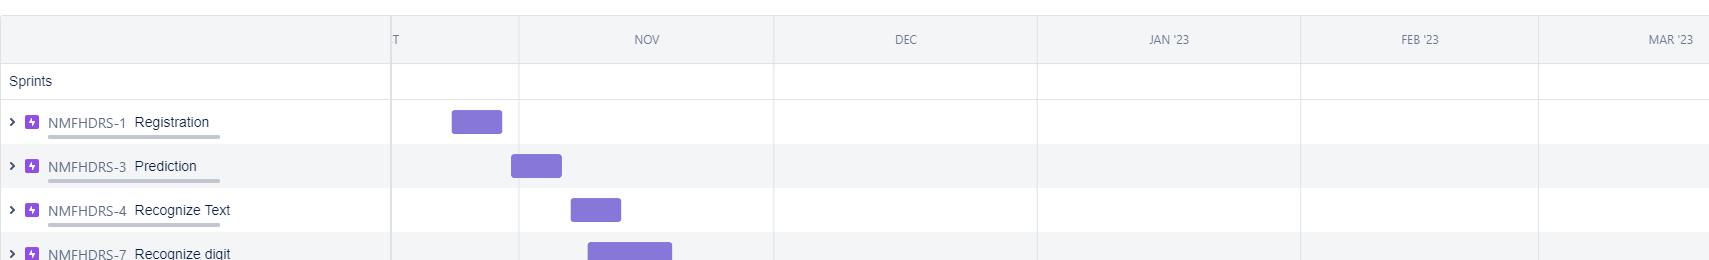 T NOV DEC JAN '23 FEB '23 MAR '23
Sprints
NMFHDRS-1 Registration
NMFHDRS-3 Prediction
NMFHDRS-4 Recognize Text
NMFHDRS-7 Recognize digit